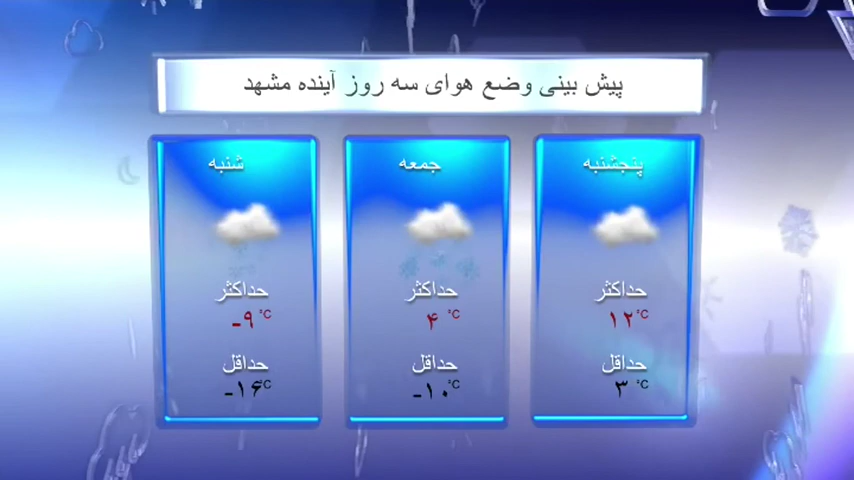 پیش بینی وضع هوای سه روز آینده مشهد
پنجشنبه
حداکثر
۱۲ °C
حداقل
۳ °C
جمعه
حداکثر
۴ °C
حداقل
-۱۰ °C
شنبه
حداکثر
-۹ °C
حداقل
-۱۶ °C